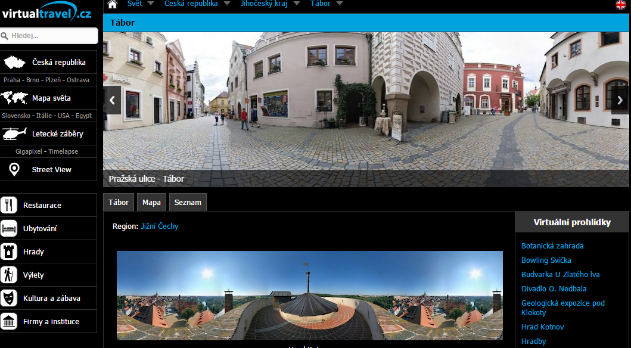 virtualtravel.cz
Hledej...
Česká republika
Praha - Brno - Plzeň - Ostrava
Mapa světa
Slovensko - Itálie - USA - Egypt
Letecké záběry
Gigapixel - Timelapse
Street View
Restaurace
Ubytování
Hrady
Výlety
Kultura a zábava
Firmy a instituce
Svět Česká republika Jihočeský kraj Tábor
Tábor
Pražská ulice - Tábor
Tábor Mapa Seznam
Region: Jižní Čechy
Virtuální prohlídky
Botanická zahrada
Bowling Svíčka
Budvarka U Zlatého lva
Divadlo O. Nedbala
Geologická expozice pod
Klokoty
Hrad Kotnov
Hradby